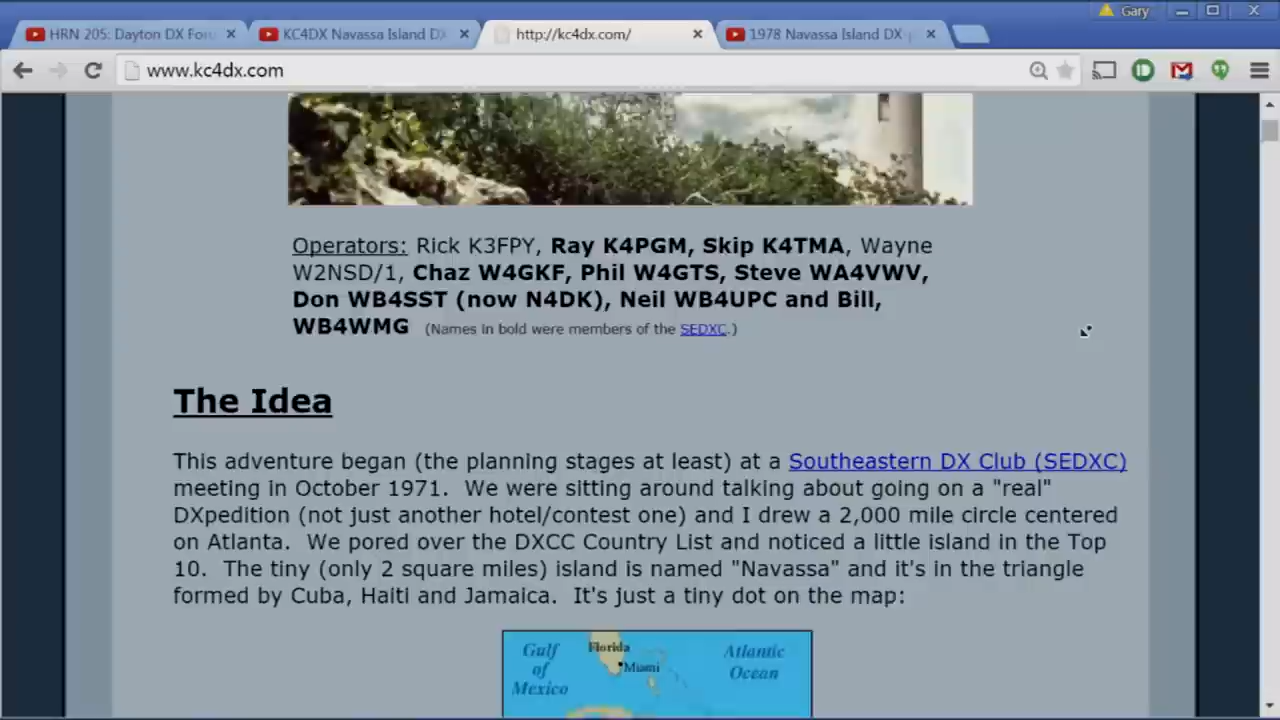 Gary
HRN 205: Dayton DX For
KC4DX Navassa Island DX
http://kc4dx.com/
1978 Navassa Island DX-p
www.kc4dx.com
Operators: Rick K3FPY, Ray K4PGM, Skip K4TMA, Wayne
W2NSD/1, Chaz W4GKF, Phil W4GTS, Steve WA4VWV,
Don WB4SST (now N4DK), Neil WB4UPC and Bill,
WB4WMG (Names in bold were members of the SEDXC.)
The Idea
This adventure began (the planning stages at least) at a Southeastern DX Club (SEDXC)
meeting in October 1971. We were sitting around talking about going on a "real"
DXpedition (not just another hotel/contest one) and I drew a 2,000 mile circle centered
on Atlanta. We pored over the DXCC Country List and noticed a little island in the Top
10. The tiny (only 2 square miles) island is named "Navassa" and it's in the triangle
formed by Cuba, Haiti and Jamaica. It's just a tiny dot on the map:
Gulf
of
Mexico
Florida
Miami
Atlantic
Ocean